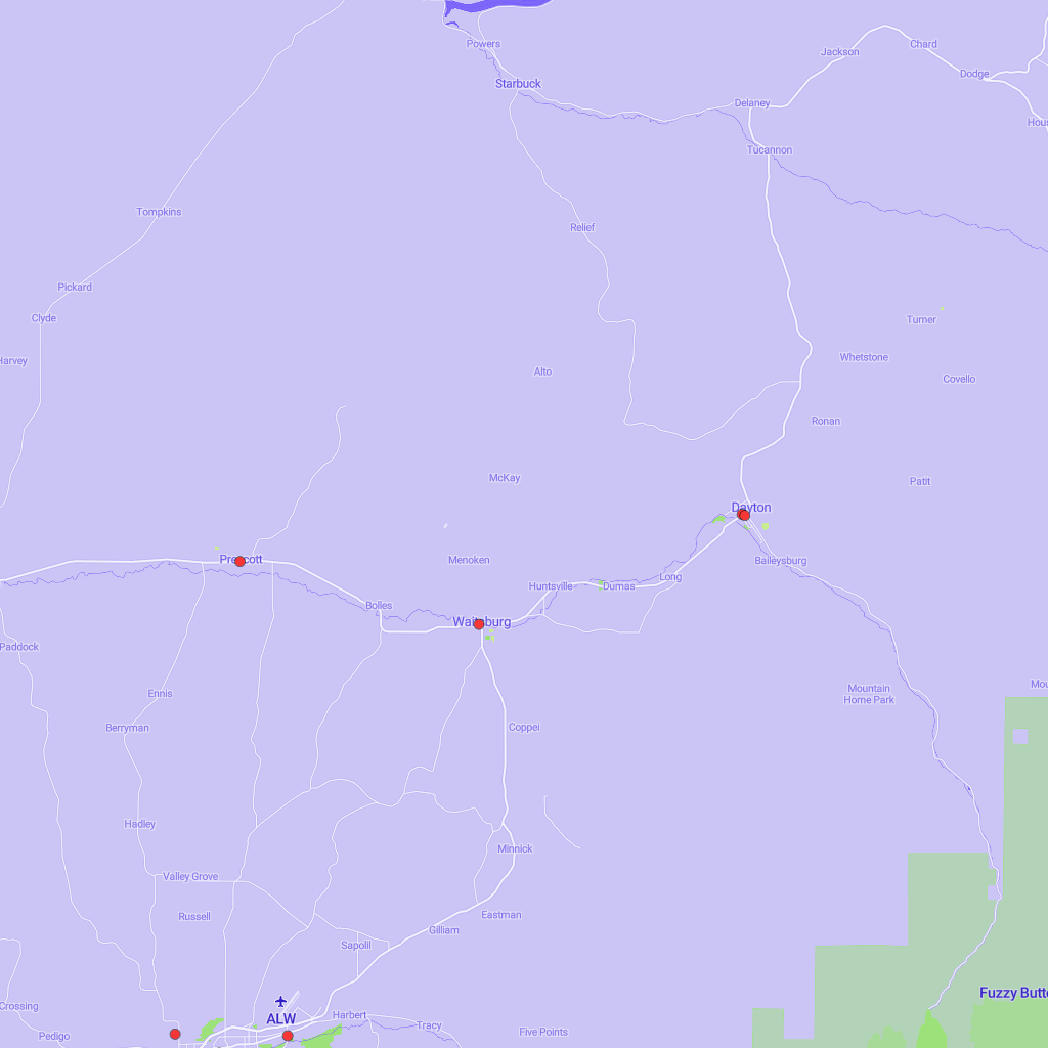 Powers
Chard
Jackson
Dodge
Starbuck
Delaney
Hous
Tucannon
Tompkins
Relief
Pickard
Clyde
Turner
Harvey
Whetstone
Alto
Covello
Ronan
McKay
Patit
Dayton
Prescott
Menoken
Baileysburg
Long
Huntsville
Dumas
Bolles
Waitsburg
Paddock
Mou
Ennis
Mountain
Home Park
Berryman
Coppei
Hadley
Minnick
Valley Grove
Russell
Eastman
Gilliam
Sapolil
Fuzzy Butte
Crossing
ALW
Harbert
Tracy
Five Points
Pedigo